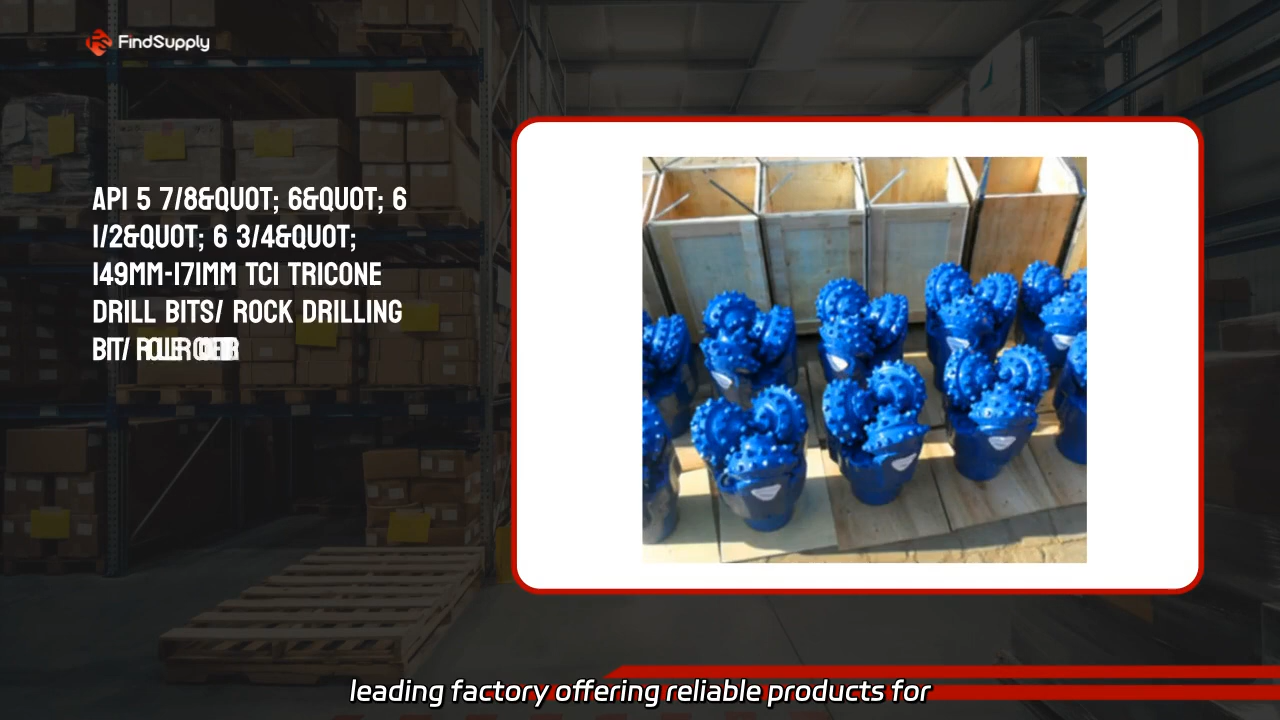 FindSupply
API 5 7/8&QUOT; 6&QUOT; 6
1/2&QUOT; 6 3/4&QUOT;
149MM-171MM TCI TRICONE
DRILL BITS/ ROCK DRILLING
BIT/
leading factory offering reliable products for